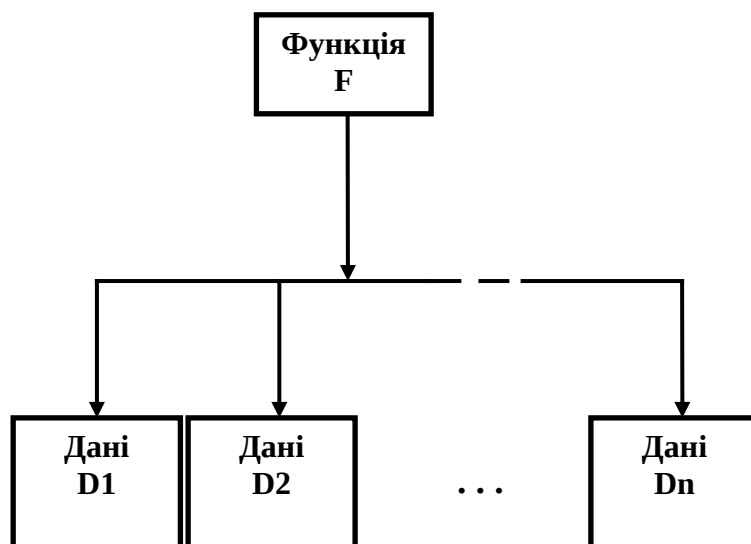 Функція
F
Дані
D1
Дані
D2
. . .
Дані
Dn